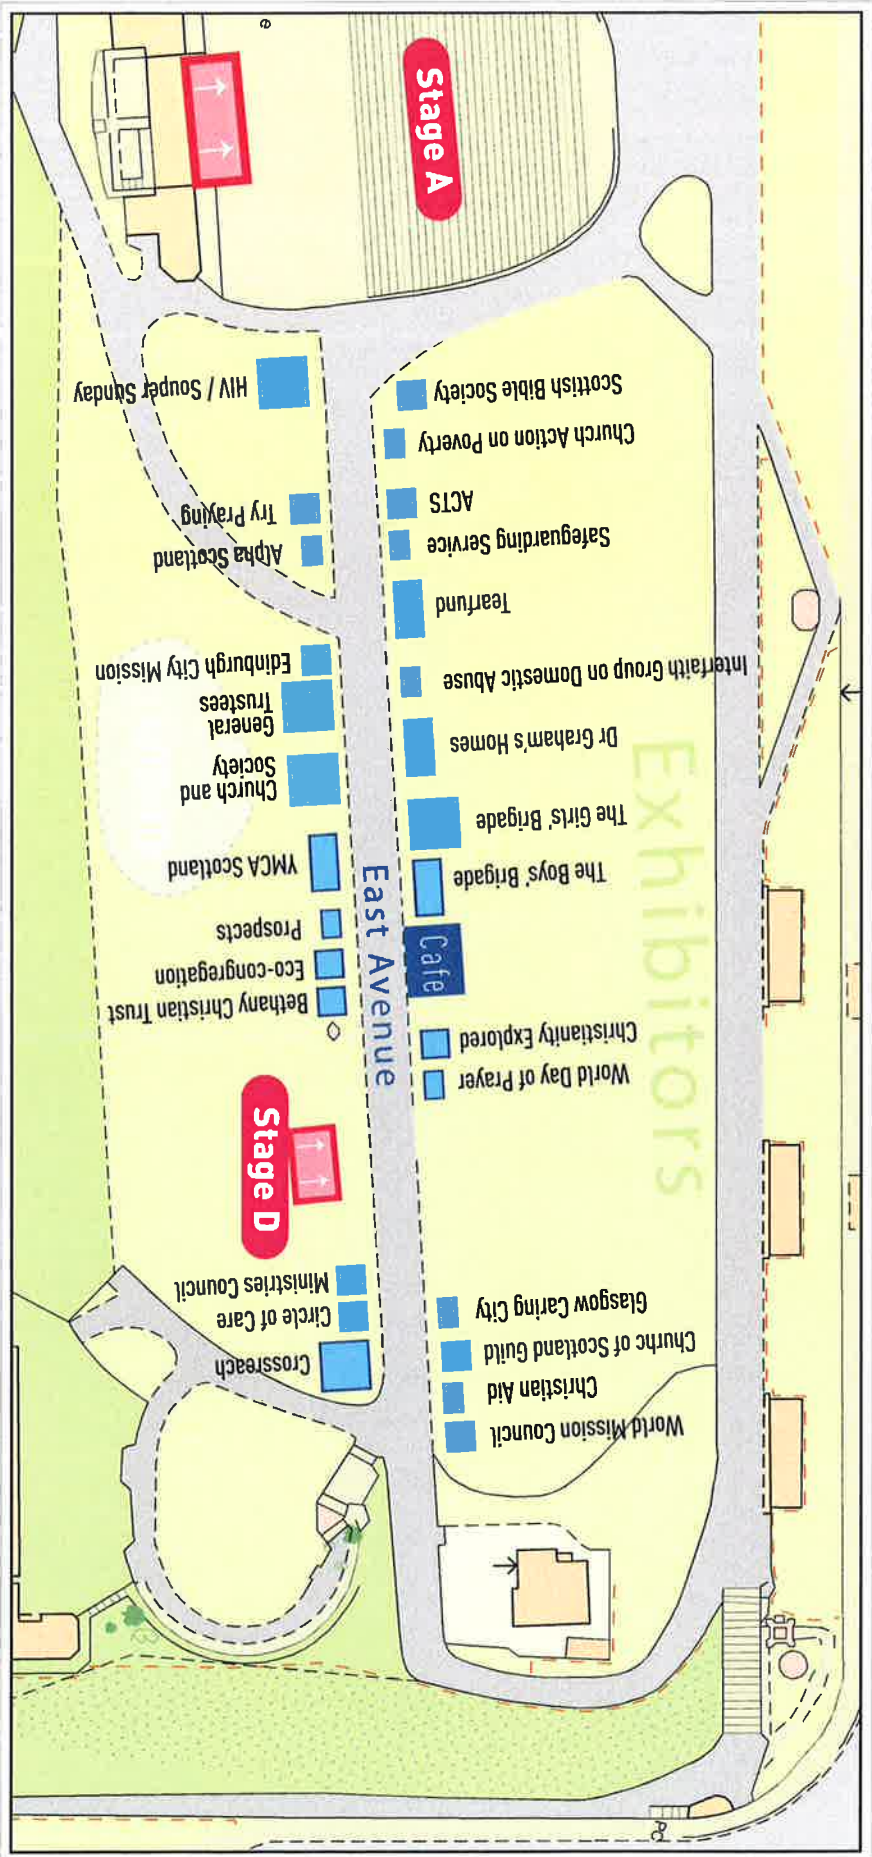 Stage A
HIV / Souper Sunday
Try Praying
Alpha Scotland
Edinburgh City Mission
General
Trustees
Church and
Society
YMCA Scotland
Prospects
Eco-congregation
Bethany Christian Trust
Stage D
Ministries Council
Circle of Care
Crossreach
East Avenue
Scottish Bible Society
Church Action on Poverty
ACTS
Safeguarding Service
Tearfund
Interfaith Group on Domestic Abuse
Dr Graham's Homes
The Girls' Brigade
The Boys' Brigade
Cafe
Christianity Explored
World Day of Prayer
Glasgow Caring City
Churhc of Scotland Guild
Christian Aid
World Mission Council
Exhibitors